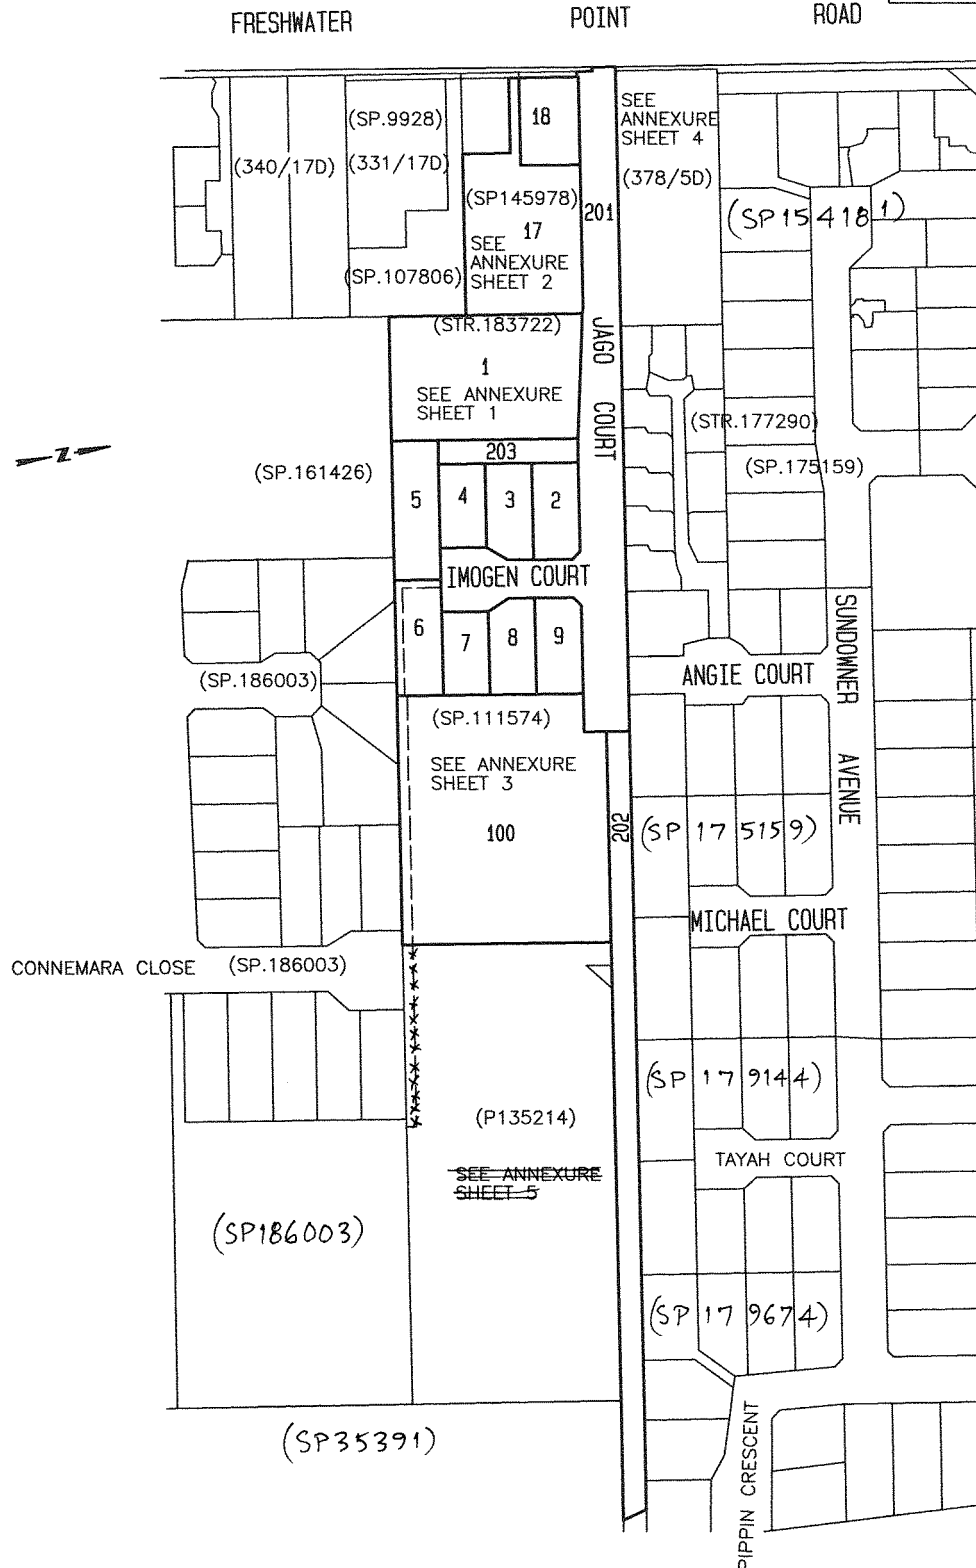 FRESHWATER POINT ROAD
(SP.9928)
18
SEE
ANNEXURE
SHEET 4
(340/17D)
(331/17D)
(378/5D)
(SP145978)
201
(SP154181)
17
SEE
ANNEXURE
SHEET 2
(SP.107806)
(STR.183722)
JAGO COURT
1
SEE ANNEXURE
SHEET 1
(STR.177290)
203
(SP.161426)
(SP.175159)
Z
5
4
3
2
IMOGEN COURT
6
7
8
9
SUNDOWNER AVENUE
ANGIE COURT
(SP.186003)
(SP.111574)
SEE ANNEXURE
SHEET 3
100
202
(SP 175159)
MICHAEL COURT
CONNEMARA CLOSE
(SP.186003)
(SP 179144)
(P135214)
TAYAH COURT
SEE ANNEXURE
SHEET 5
(SP186003)
(SP 179674)
(SP35391)
PIPPIN CRESCENT